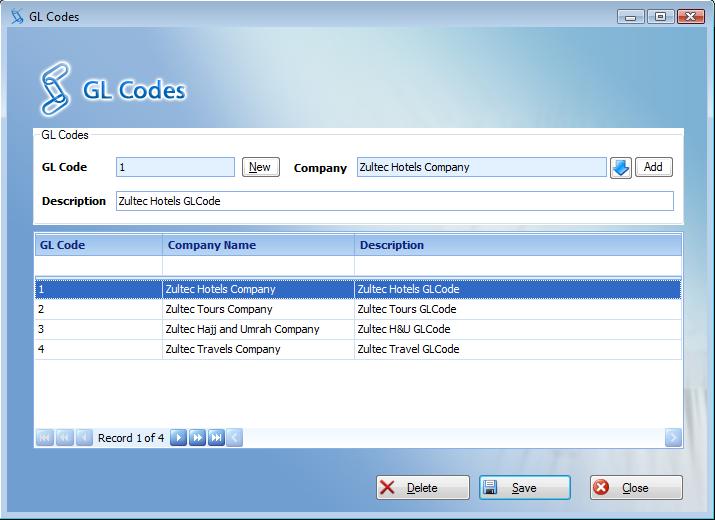 GL Codes
GL Codes
GL Codes
GL Code 1 New Company Zultec Hotels Company Add
Description Zultec Hotels GLCode
GL Code Company Name Description
1 Zultec Hotels Company Zultec Hotels GLCode
2 Zultec Tours Company Zultec Tours GLCode
3 Zultec Hajj and Umrah Company Zultec H&U GLCode
4 Zultec Travels Company Zultec Travel GLCode
Record 1 of 4
Delete Save Close